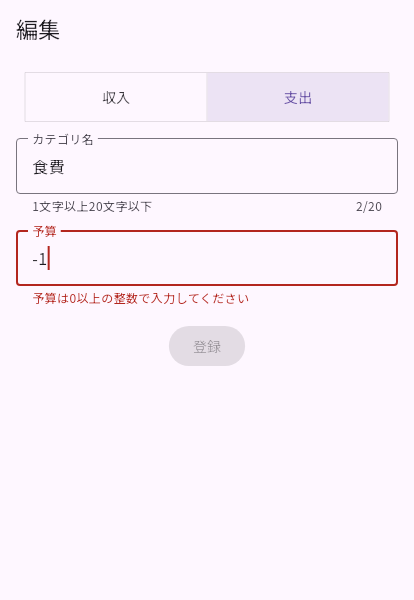 編集
収入
支出
カテゴリ名
食費
1文字以上20文字以下
2/20
予算
-1
予算は0以上の整数で入力してください
登録